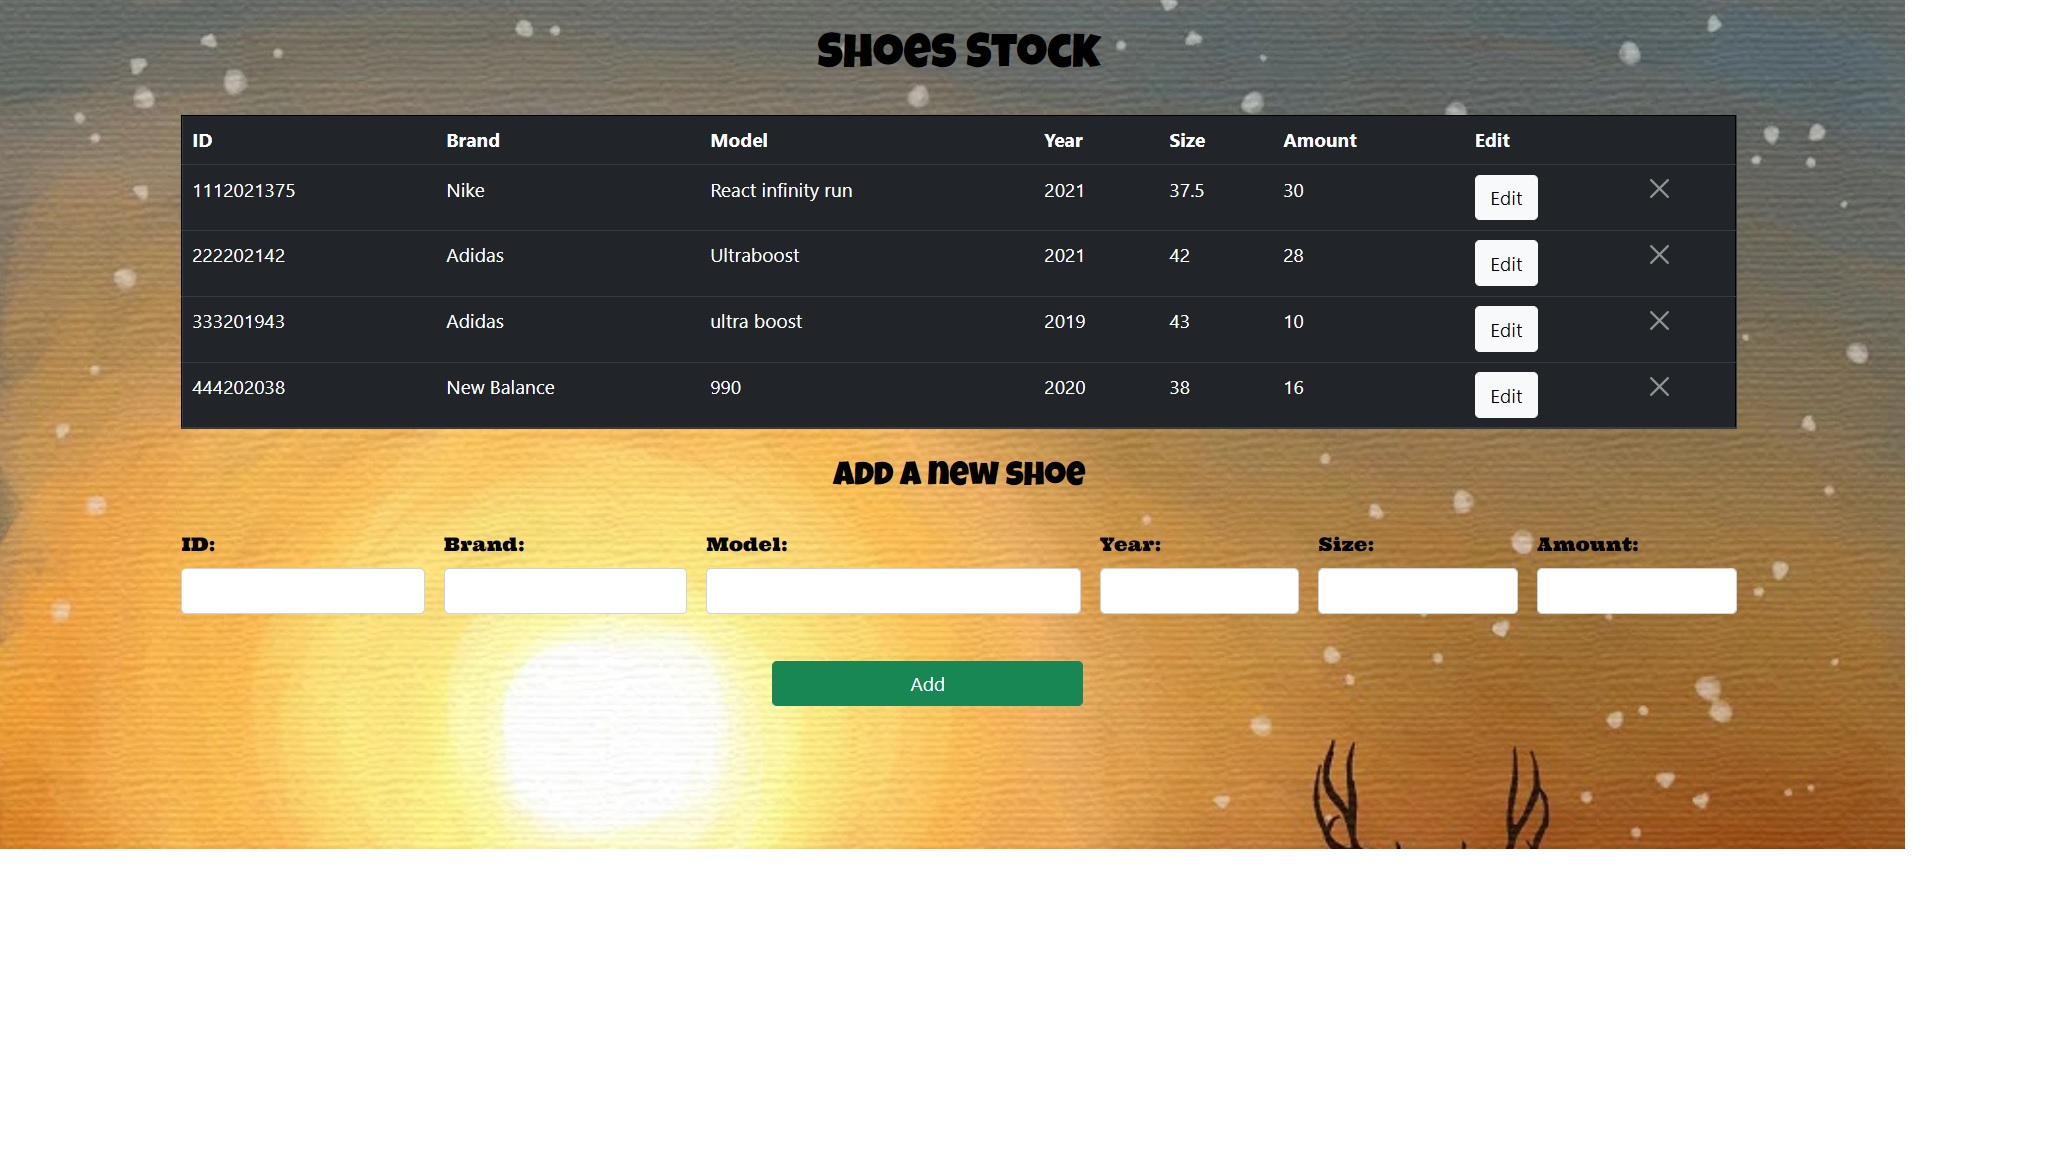 Shoes Stock
ID Brand Model Year Size Amount Edit
1112021375 Nike React infinity run 2021 37.5 30 Edit
222202142 Adidas Ultraboost 2021 42 28 Edit
333201943 Adidas ultra boost 2019 43 10 Edit
444202038 New Balance 990 2020 38 16 Edit
Add a new shoe
ID: Brand: Model: Year: Size: Amount:
Add